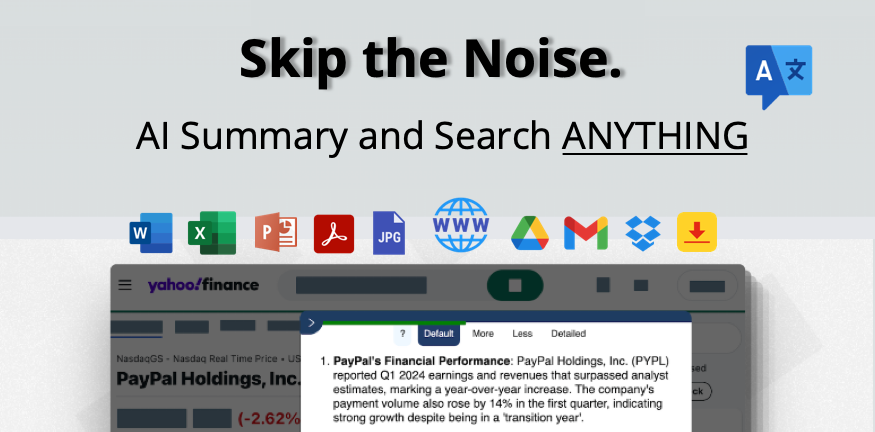 Skip the Noise.
A 文
AI Summary and Search ANYTHING
W X P JPG WWW
yahoo!finance
? Default More Less Detailed
NasdaqGS - Nasdaq Real Time Price • US
PayPal Holdings, Inc.
(-2.62%
1. PayPal's Financial Performance: PayPal Holdings, Inc. (PYPL)
reported Q1 2024 earnings and revenues that surpassed analyst
estimates, marking a year-over-year increase. The company's
payment volume also rose by 14% in the first quarter, indicating
strong growth despite being in a 'transition year'.